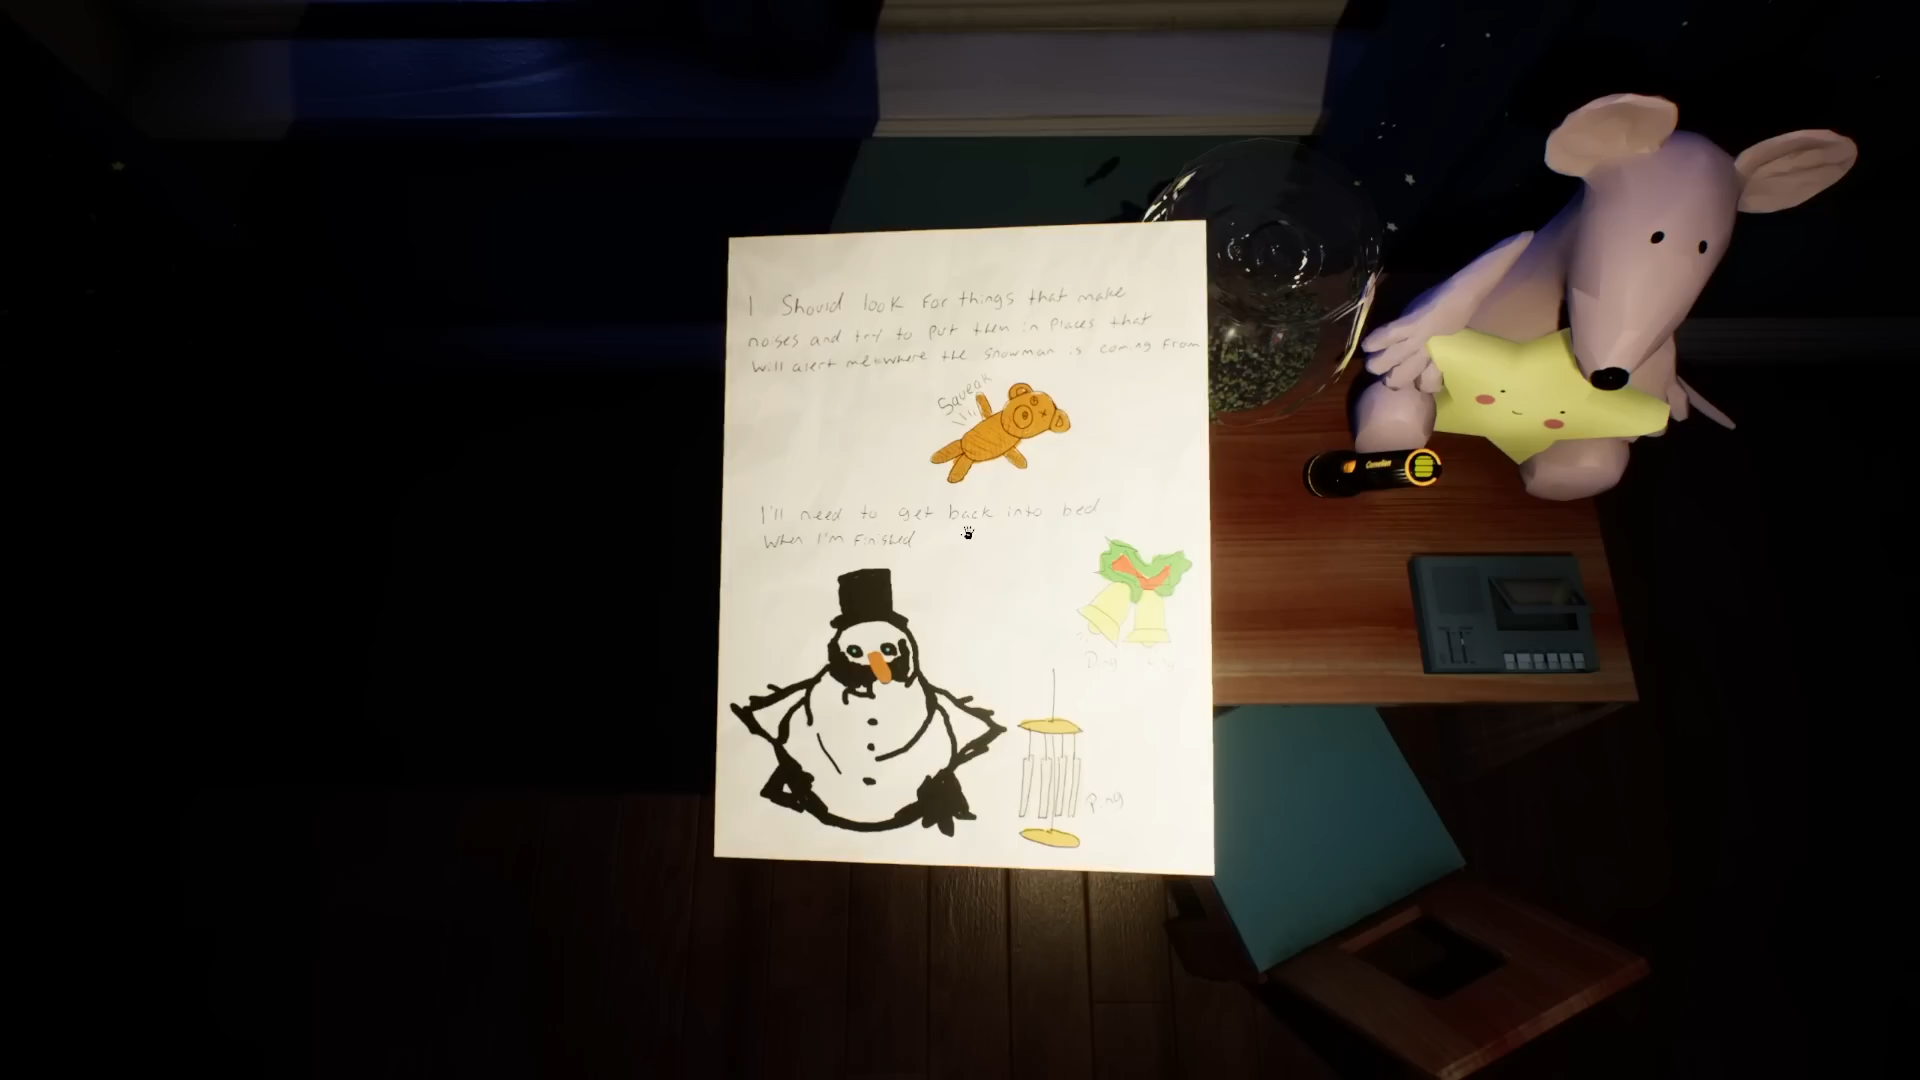 I Should look for things that make
noises and try to put them in places that
will alert me where the snowman is coming from
Squeak
I'll need to get back into bed
When I'm finished
Ding
Ping
Camelion